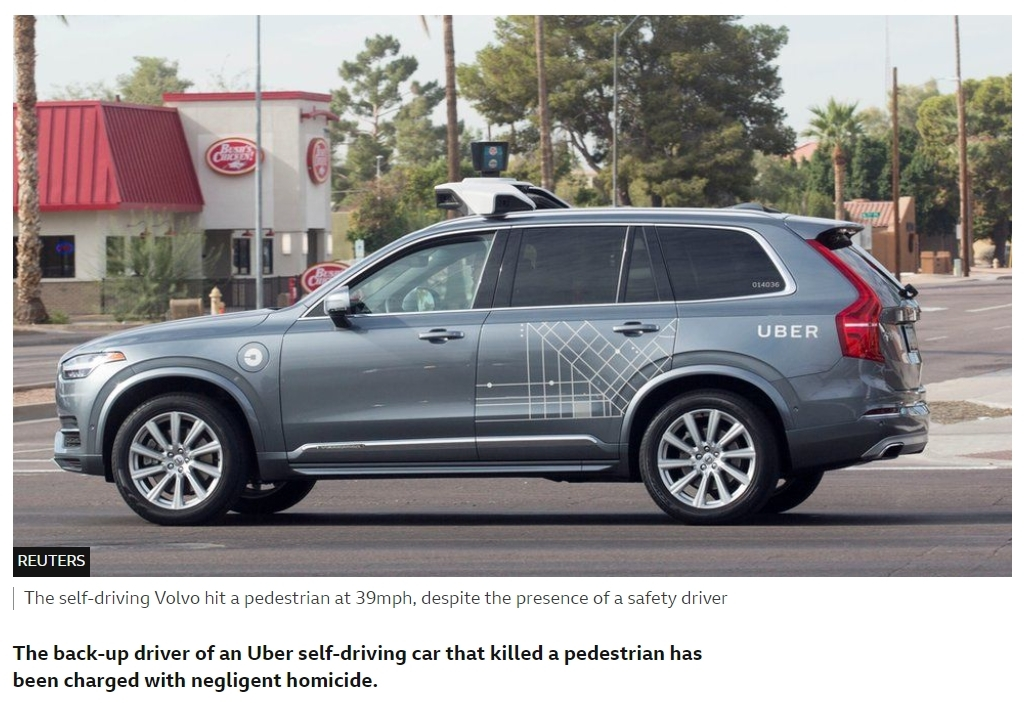 BUSH'S
CHICKEN!
014036
UBER
REUTERS
The self-driving Volvo hit a pedestrian at 39mph, despite the presence of a safety driver
The back-up driver of an Uber self-driving car that killed a pedestrian has
been charged with negligent homicide.